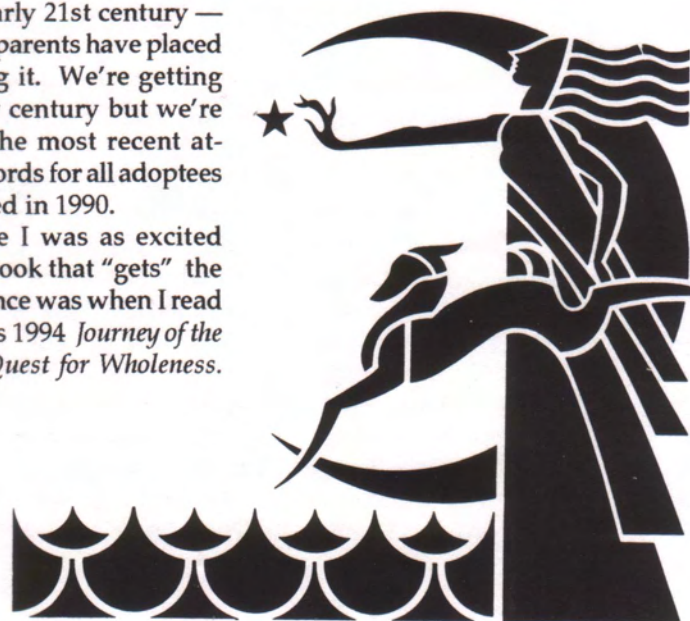 rly 21st century —
parents have placed
g it. We're getting
century but we're
he most recent at-
ords for all adoptees
ed in 1990.
e I was as excited
ook that "gets" the
nce was when I read
s 1994 Journey of the
Quest for Wholeness.